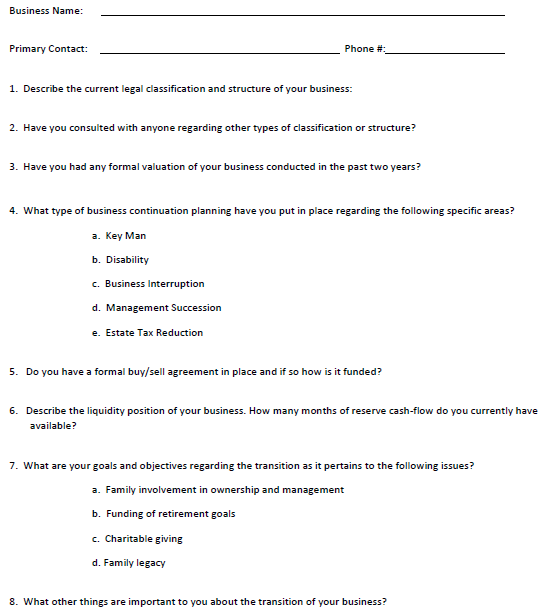 Business Name:
Primary Contact: Phone #:
1. Describe the current legal classification and structure of your business:
2. Have you consulted with anyone regarding other types of classification or structure?
3. Have you had any formal valuation of your business conducted in the past two years?
4. What type of business continuation planning have you put in place regarding the following specific areas?
a. Key Man
b. Disability
c. Business Interruption
d. Management Succession
e. Estate Tax Reduction
5. Do you have a formal buy/sell agreement in place and if so how is it funded?
6. Describe the liquidity position of your business. How many months of reserve cash-flow do you currently have
available?
7. What are your goals and objectives regarding the transition as it pertains to the following issues?
a. Family involvement in ownership and management
b. Funding of retirement goals
c. Charitable giving
d. Family legacy
8. What other things are important to you about the transition of your business?